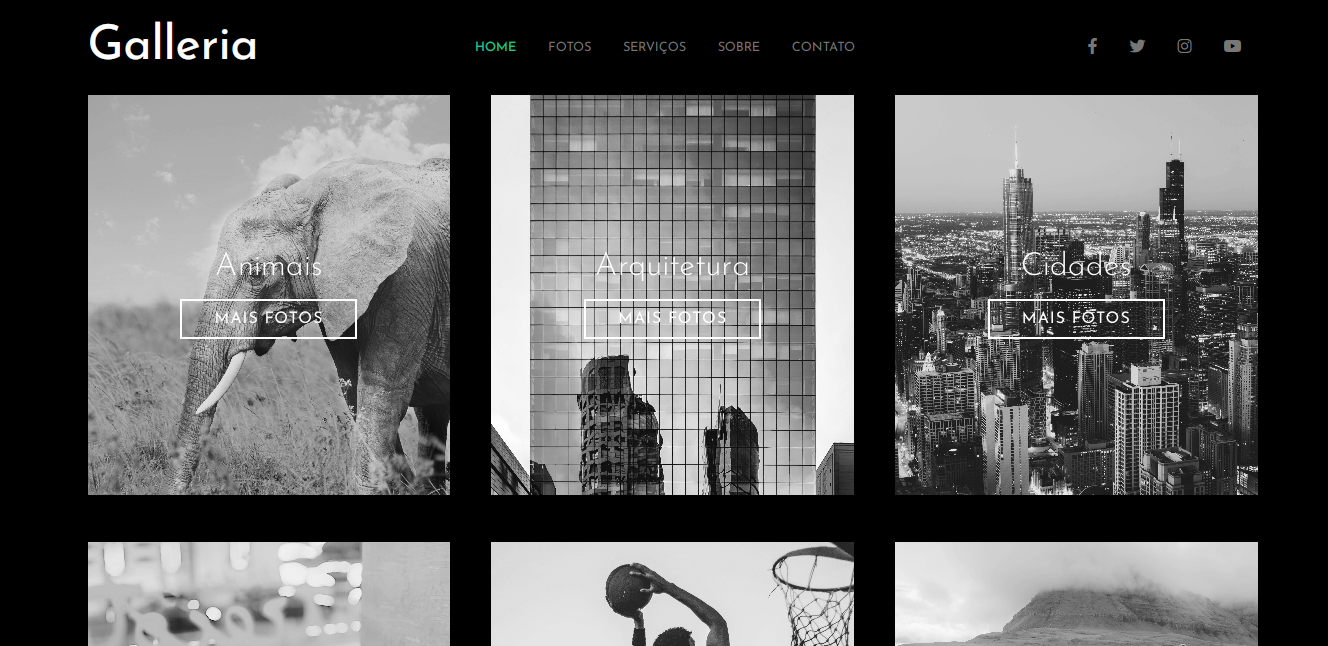 Galleria
HOME FOTOS SERVIÇOS SOBRE CONTATO
Animais
MAIS FOTOS
Arquitetura
MAIS FOTOS
Cidades
MAIS FOTOS